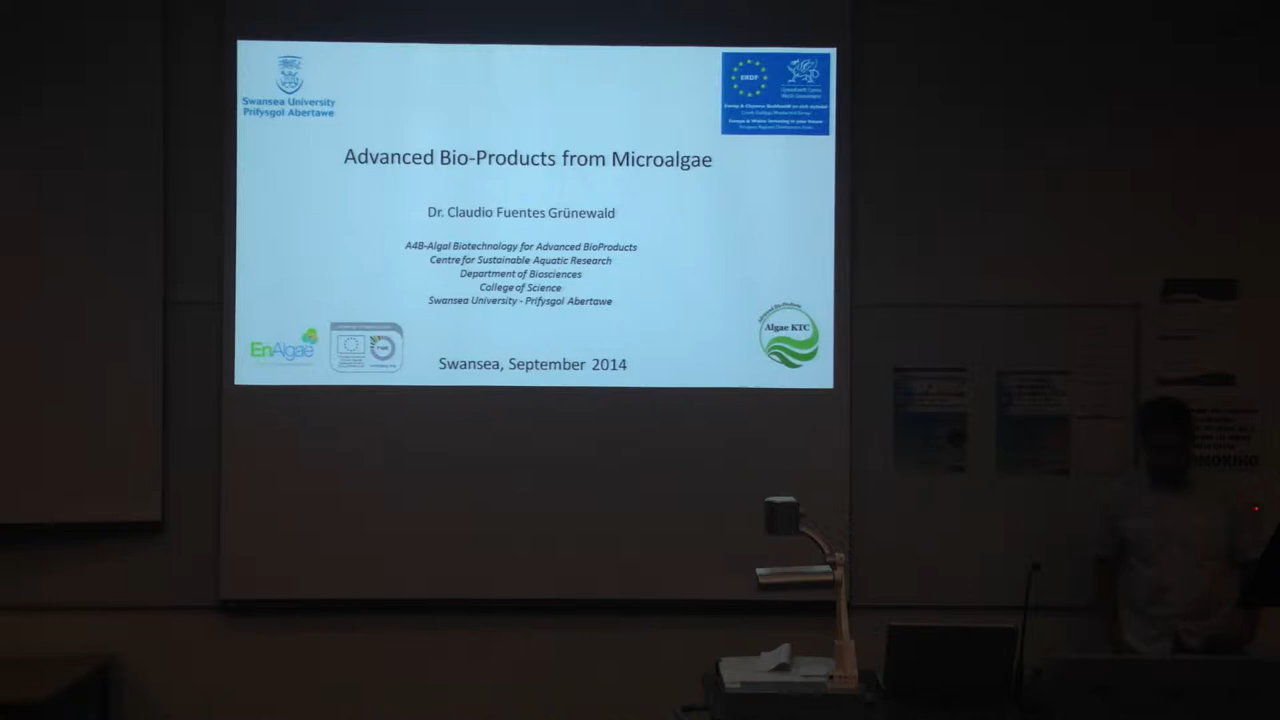 Swansea University
Prifysgol Abertawe
ERDF
Advanced Bio-Products from Microalgae
Dr. Claudio Fuentes Grünewald
A4B-Algal Biotechnology for Advanced BioProducts
Centre for Sustainable Aquatic Research
Department of Biosciences
College of Science
Swansea University - Prifysgol Abertawe
EnAlgae
Algae KTC
Swansea, September 2014